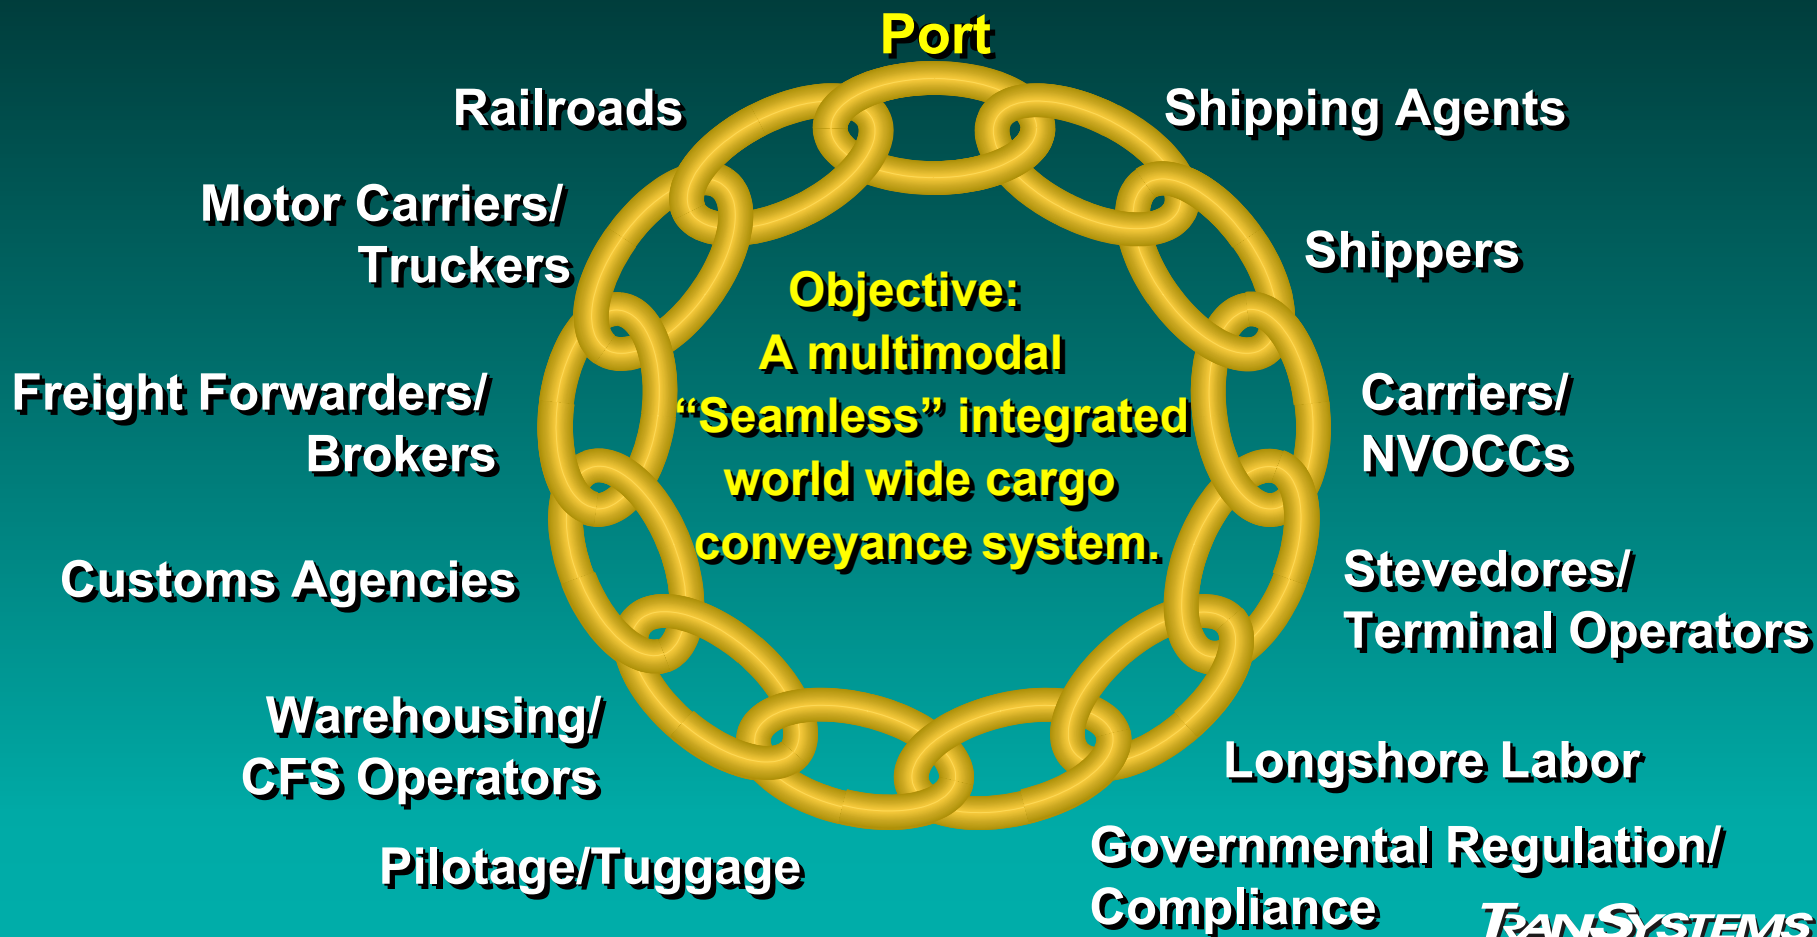 Port
Railroads
Shipping Agents
Motor Carriers/
Truckers
Shippers
Objective:
A multimodal
“Seamless” integrated
world wide cargo
conveyance system.
Freight Forwarders/
Brokers
Carriers/
NVOCCs
Customs Agencies
Stevedores/
Terminal Operators
Warehousing/
CFS Operators
Longshore Labor
Pilotage/Tuggage
Governmental Regulation/
Compliance
TRANSYSTEMS